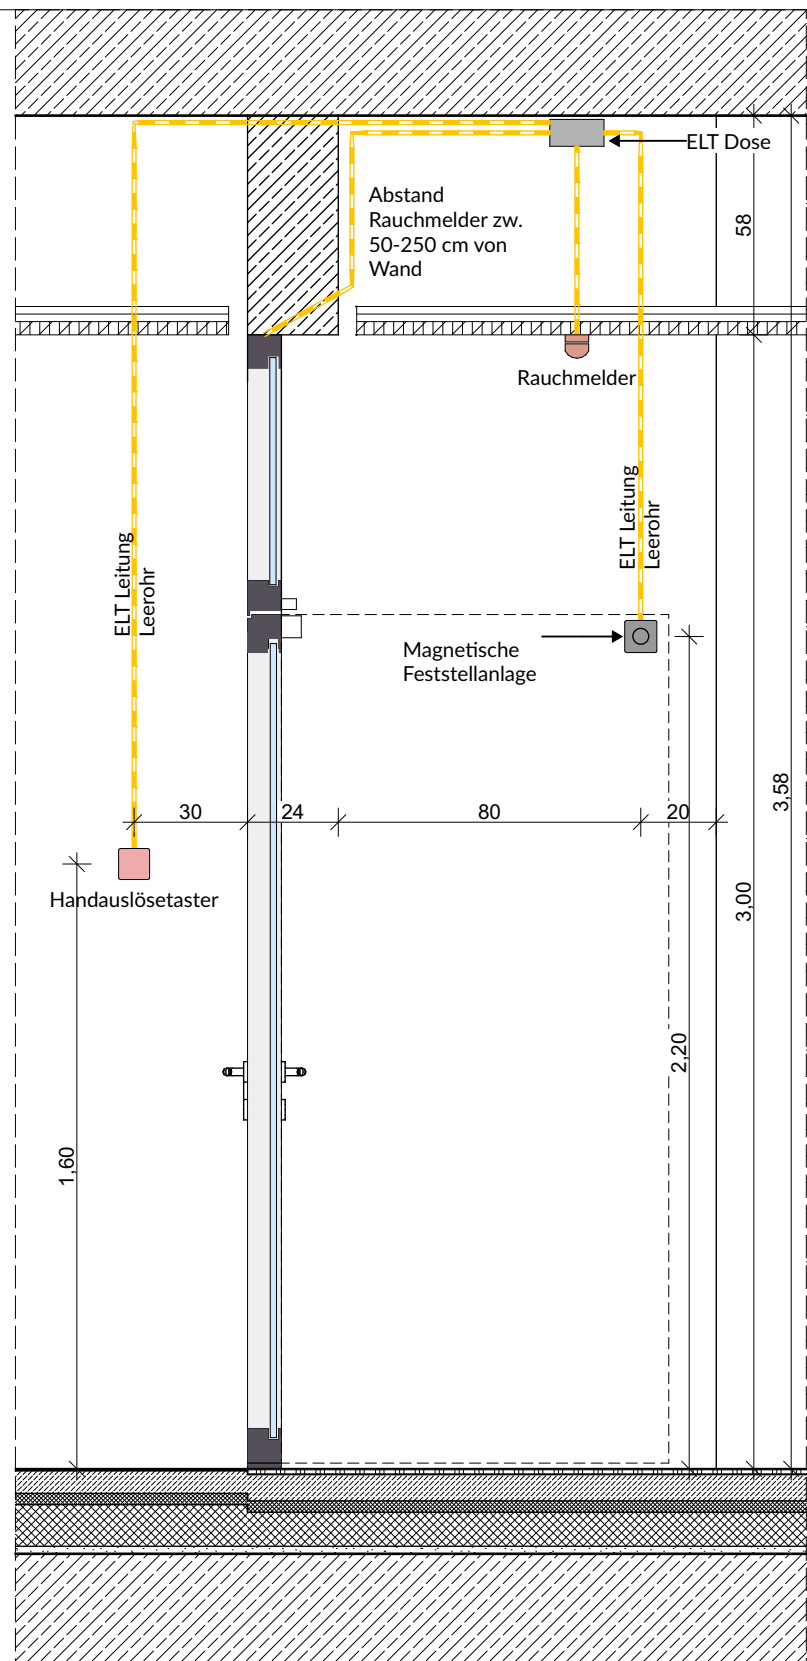 ELT Dose
Abstand
Rauchmelder zw.
50-250 cm von
Wand
58
Rauchmelder
ELT Leitung
Leerohr
ELT Leitung
Leerohr
Magnetische
Feststellanlage
3,58
30
24
80
20
Handauslösetaster
3,00
2,20
1,60